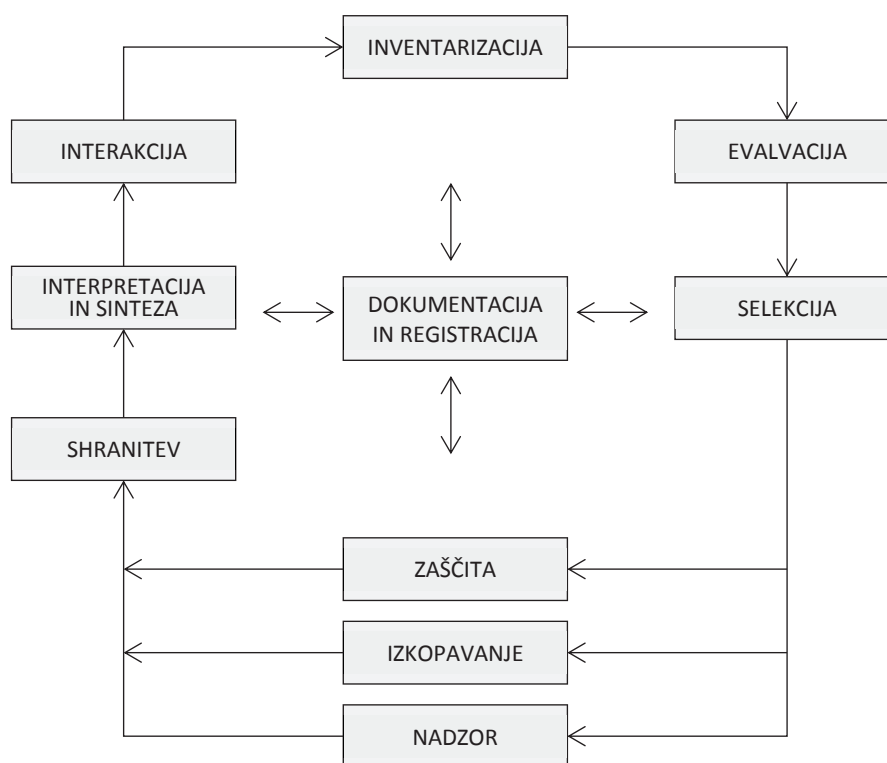 INVENTARIZACIJA
INTERAKCIJA
EVALVACIJA
INTERPRETACIJA
IN SINTEZA
DOKUMENTACIJA
IN REGISTRACIJA
SELEKCIJA
SHRANITEV
ZAŠČITA
IZKOPAVANJE
NADZOR